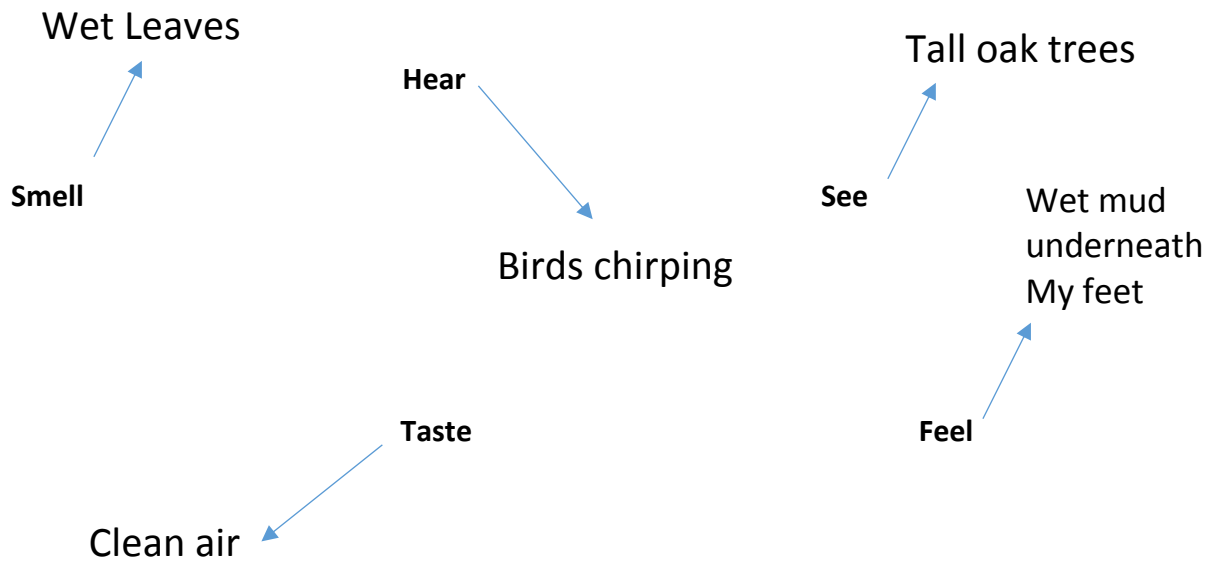 Wet Leaves
Tall oak trees
Hear
Smell
See
Wet mud
underneath
My feet
Birds chirping
Taste
Feel
Clean air